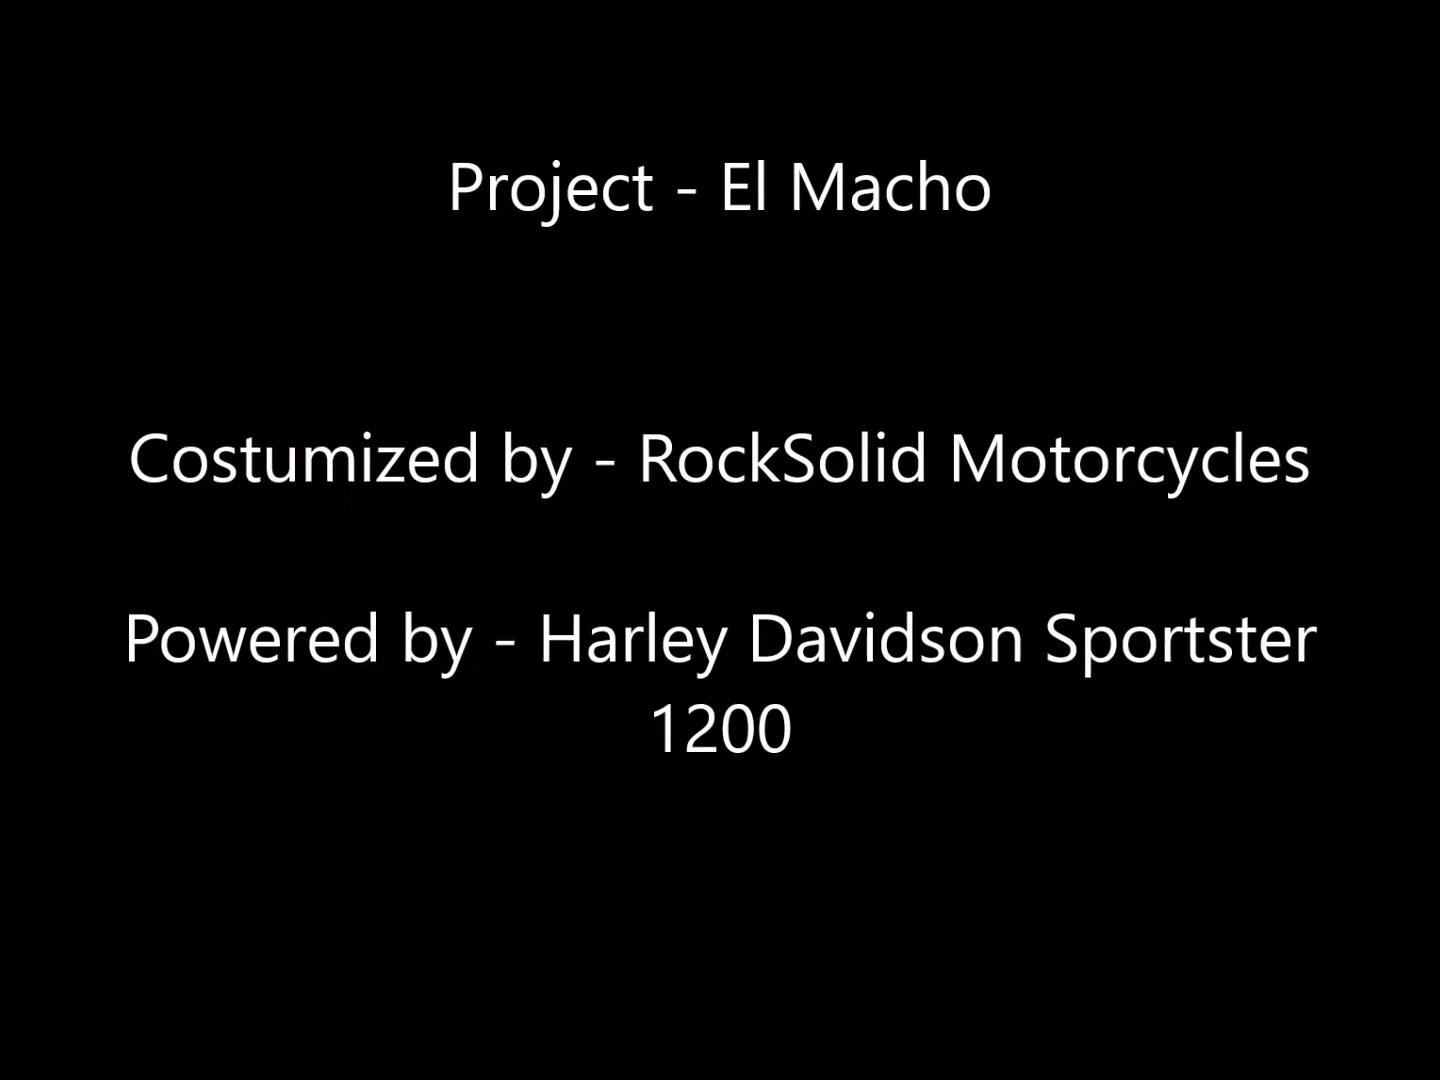 Project - El Macho
Costumized by - RockSolid Motorcycles
Powered by - Harley Davidson Sportster
1200